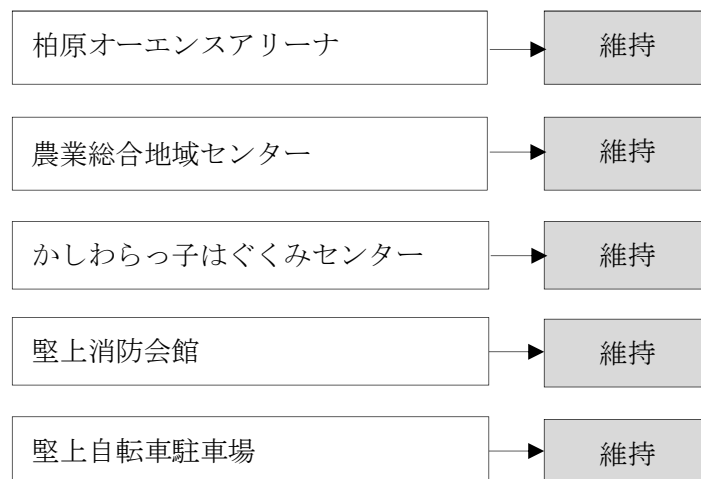 柏原オーエンスアリーナ 維持
農業総合地域センター 維持
かしわらっ子はぐくみセンター 維持
堅上消防会館 維持
堅上自転車駐車場 維持